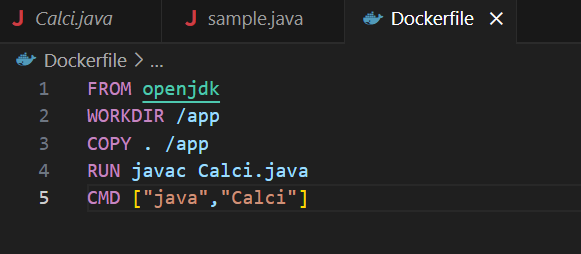 Calci.java sample.java Dockerfile
Dockerfile > ...
1 FROM openjdk
2 WORKDIR /app
3 COPY . /app
4 RUN javac Calci.java
5 CMD ["java","Calci"]